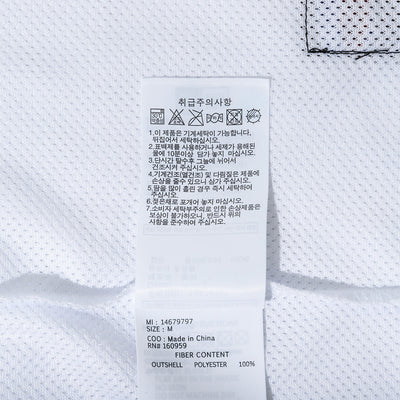 취급주의사항
1.이 제품은 기계세탁이 가능합니다.
뒤집어서 세탁하십시오.
2.표백제를 사용하거나 세제가 용해된
물에 10분이상 담가 놓지 마십시오.
3.단시간 탈수후 그늘에 뉘어서
건조시켜 주십시오.
4.기계건조(열건조) 및 다림질은 제품에
손상을 줄수 있으니 삼가 주십시오.
5.땀을 많이 흘린 경우 즉시 세탁
하십시오.
6.젖은채로 포개어 놓지 마십시오.
7.소비자 세탁부주의로 인한 손상제품은
보상이 불가하오니, 반드시 위의
사항을 준수하여 주십시오.
MI : 14679797
SIZE : M
COO : Made in China
RN# 160959
FIBER CONTENT
OUTSHELL POLYESTER 100%